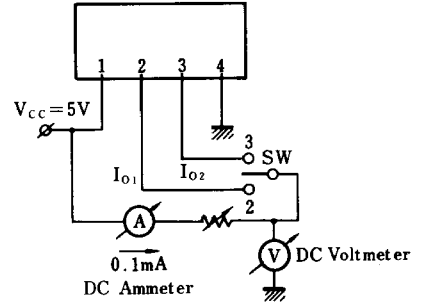 1 2 3 4
V_CC=5V
3
SW
I_O1
I_O2
2
A
0.1mA
DC Ammeter
V
DC Voltmeter